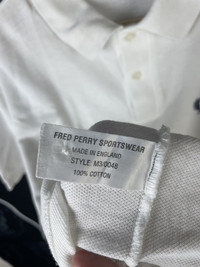 FRED PERRY SPORTSWEAR
MADE IN ENGLAND
STYLE: M3/0048
100% COTTON